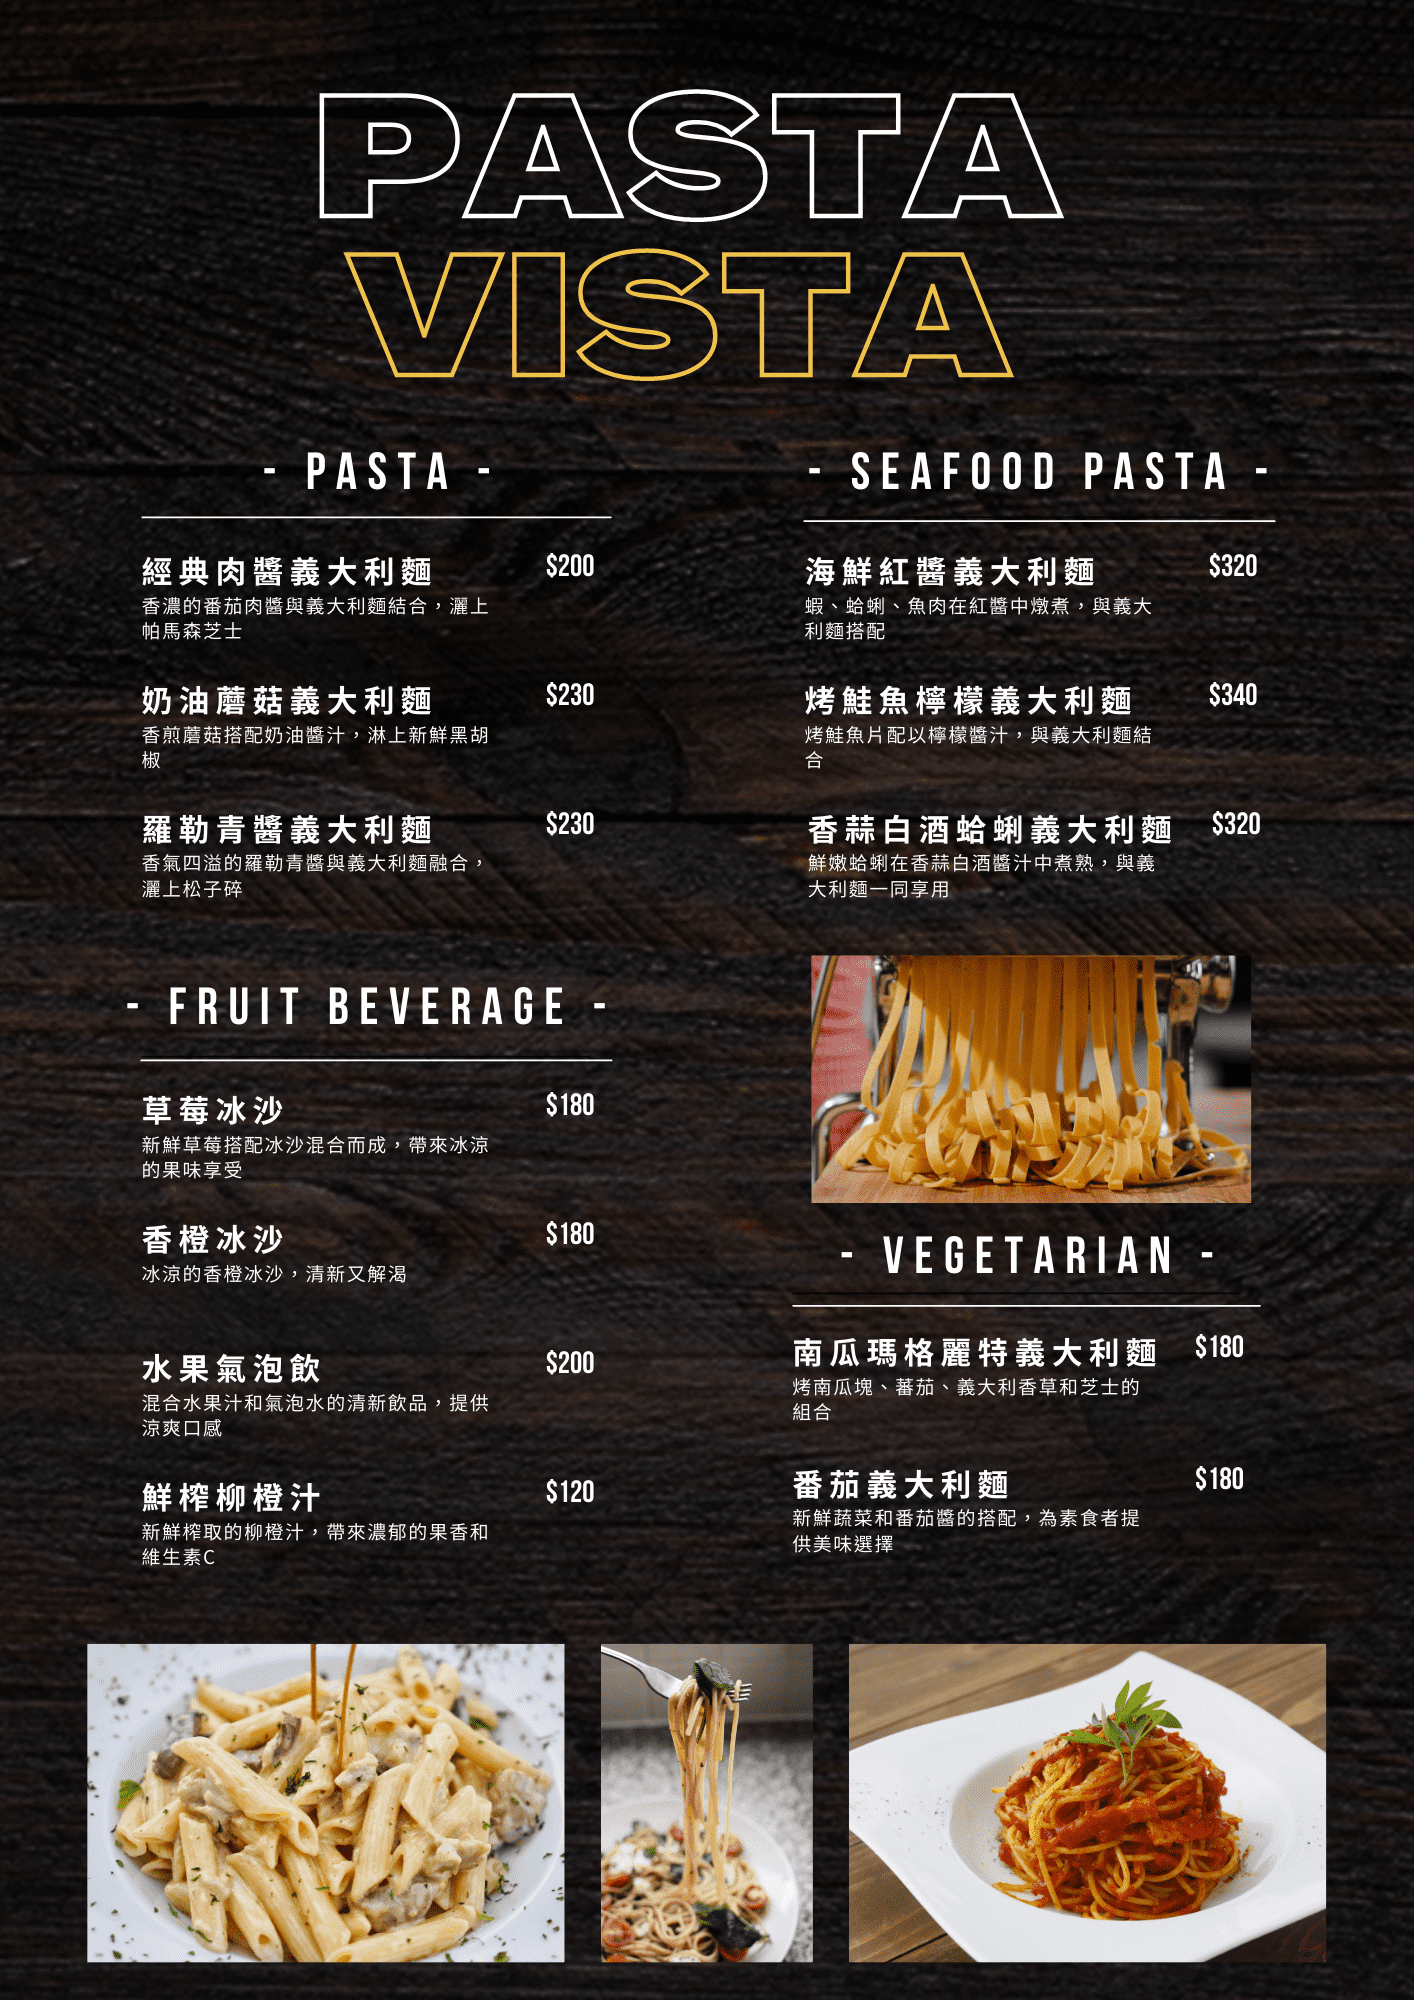 PASTA
VISTA
- PASTA -
經典肉醬義大利麵 $200
香濃的番茄肉醬與義大利麵結合，灑上
帕馬森芝士
奶油蘑菇義大利麵 $230
香煎蘑菇搭配奶油醬汁，淋上新鮮黑胡
椒
羅勒青醬義大利麵 $230
香氣四溢的羅勒青醬與義大利麵融合，
灑上松子碎
- SEAFOOD PASTA -
海鮮紅醬義大利麵 $320
蝦、蛤蜊、魚肉在紅醬中燉煮，與義大
利麵搭配
烤鮭魚檸檬義大利麵 $340
烤鮭魚片配以檸檬醬汁，與義大利麵結
合
香蒜白酒蛤蜊義大利麵 $320
鮮嫩蛤蜊在香蒜白酒醬汁中煮熟，與義
大利麵一同享用
- FRUIT BEVERAGE -
草莓冰沙 $180
新鮮草莓搭配冰沙混合而成，帶來冰涼
的果味享受
香橙冰沙 $180
冰涼的香橙冰沙，清新又解渴
水果氣泡飲 $200
混合水果汁和氣泡水的清新飲品，提供
涼爽口感
鮮榨柳橙汁 $120
新鮮榨取的柳橙汁，帶來濃郁的果香和
維生素C
- VEGETARIAN -
南瓜瑪格麗特義大利麵 $180
烤南瓜塊、蕃茄、義大利香草和芝士的
組合
番茄義大利麵 $180
新鮮蔬菜和番茄醬的搭配，為素食者提
供美味選擇